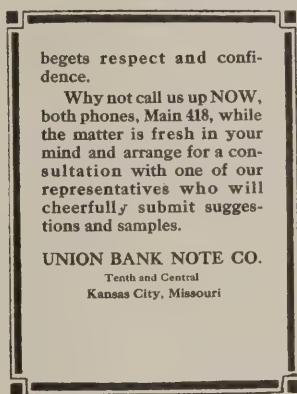 begets respect and confi-
dence.
Why not call us up NOW,
both phones, Main 418, while
the matter is fresh in your
mind and arrange for a con-
sultation with one of our
representatives who will
cheerfully submit sugges-
tions and samples.
UNION BANK NOTE CO.
Tenth and Central
Kansas City, Missouri